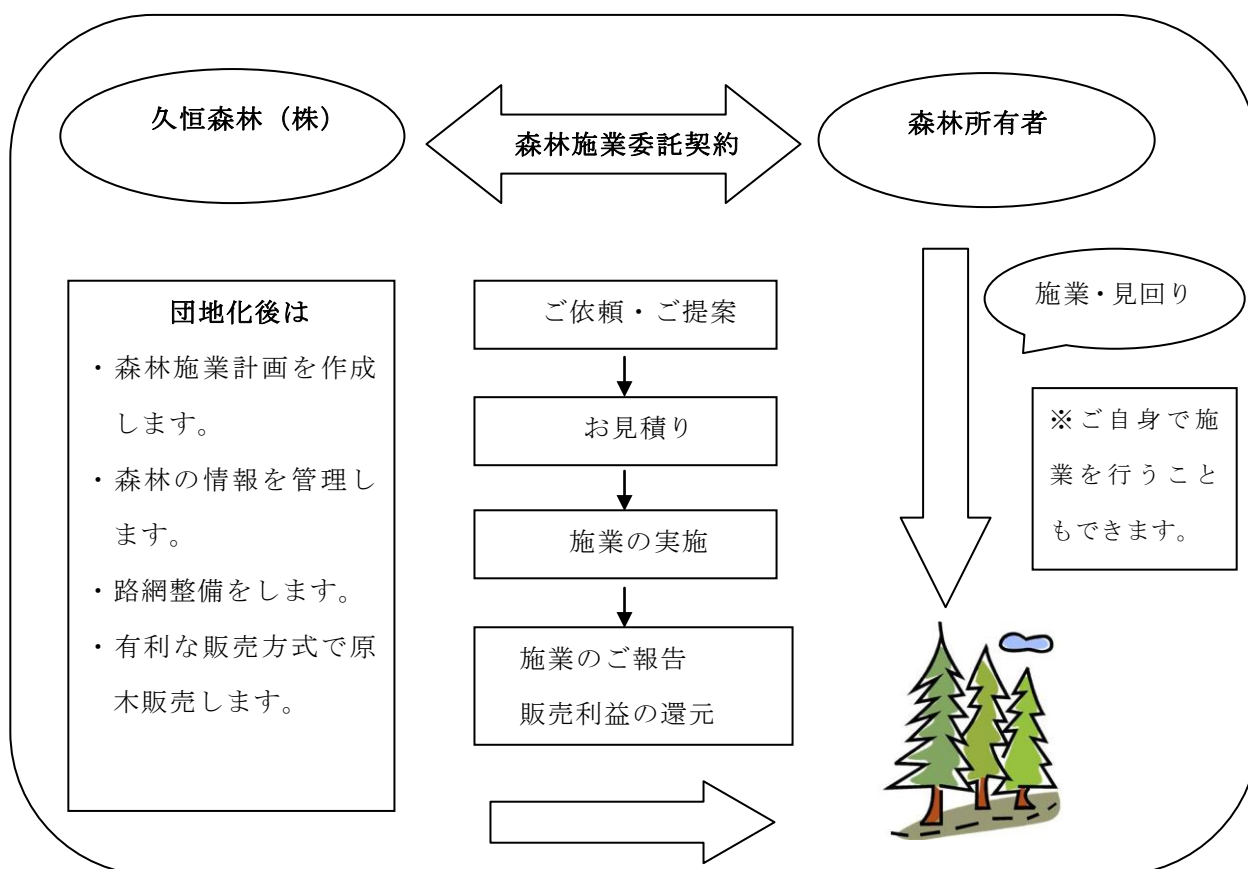 久恒森林（株）
森林施業委託契約
森林所有者
団地化後は
・森林施業計画を作成
します。
・森林の情報を管理し
ます。
・路網整備をします。
・有利な販売方式で原
木販売します。
ご依頼・ご提案
お見積り
施業の実施
施業のご報告
販売利益の還元
施業・見回り
※ご自身で施
業を行うこと
もできます。